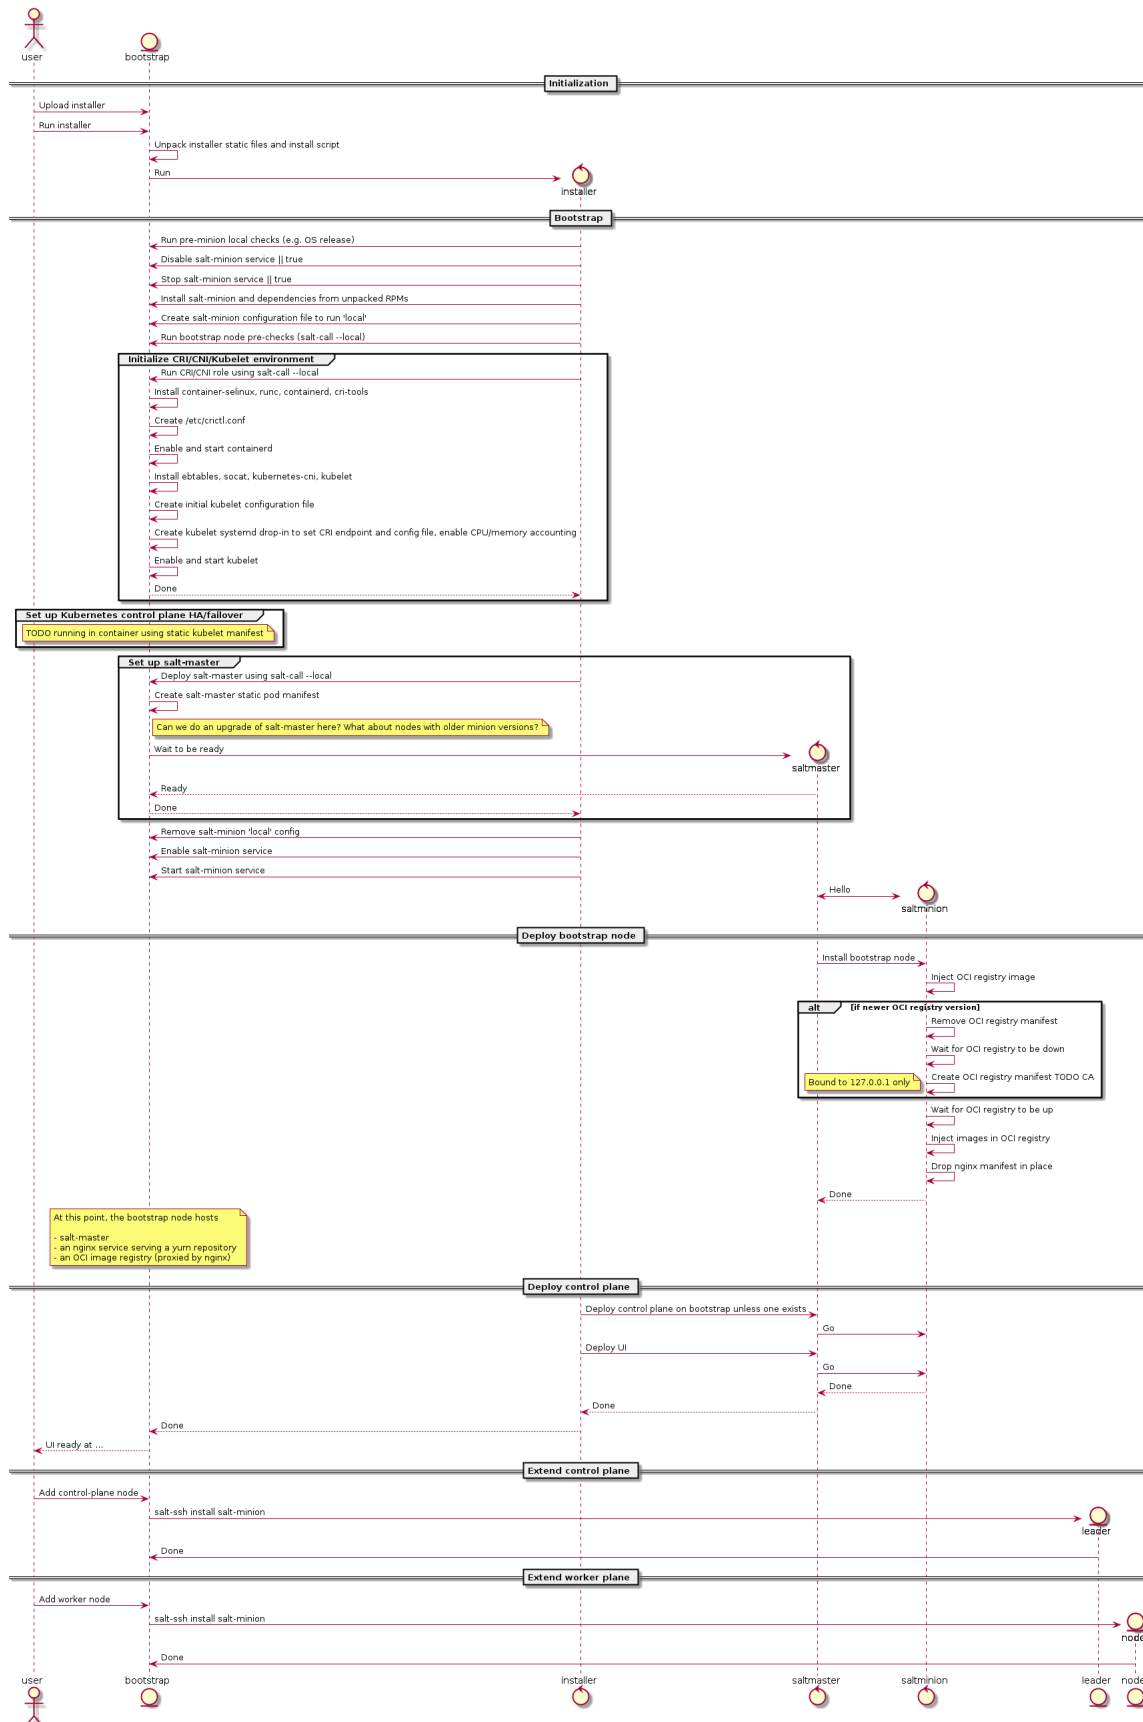 user
bootstrap
Initialization
Upload installer
Run installer
Unpack installer static files and install script
Run
installer
Bootstrap
Run pre-minion local checks (e.g. OS release)
Disable salt-minion service || true
Stop salt-minion service || true
Install salt-minion and dependencies from unpacked RPMs
Create salt-minion configuration file to run 'local'
Run bootstrap node pre-checks (salt-call --local)
Initialize CRI/CNI/Kubelet environment
Run CRI/CNI role using salt-call --local
Install container-selinux, runc, containerd, cri-tools
Create /etc/crictl.conf
Enable and start containerd
Install ebtables, socat, kubernetes-cni, kubelet
Create initial kubelet configuration file
Create kubelet systemd drop-in to set CRI endpoint and config file, enable CPU/memory accounting
Enable and start kubelet
Done
Set up Kubernetes control plane HA/failover
TODO running in container using static kubelet manifest
Set up salt-master
Deploy salt-master using salt-call --local
Create salt-master static pod manifest
Can we do an upgrade of salt-master here? What about nodes with older minion versions?
Wait to be ready
saltmaster
Ready
Done
Remove salt-minion 'local' config
Enable salt-minion service
Start salt-minion service
Hello
saltminion
Deploy bootstrap node
Install bootstrap node
Inject OCI registry image
alt [if newer OCI registry version]
Remove OCI registry manifest
Wait for OCI registry to be down
Bound to 127.0.0.1 only
Create OCI registry manifest TODO CA
Wait for OCI registry to be up
Inject images in OCI registry
Drop nginx manifest in place
Done
At this point, the bootstrap node hosts
- salt-master
- an nginx service serving a yum repository
- an OCI image registry (proxied by nginx)
Deploy control plane
Deploy control plane on bootstrap unless one exists
Go
Deploy UI
Go
Done
Done
Done
UI ready at ...
Extend control plane
Add control-plane node
salt-ssh install salt-minion
leader
Done
Extend worker plane
Add worker node
salt-ssh install salt-minion
node
Done
user
bootstrap
installer
saltmaster
saltminion
leader
node